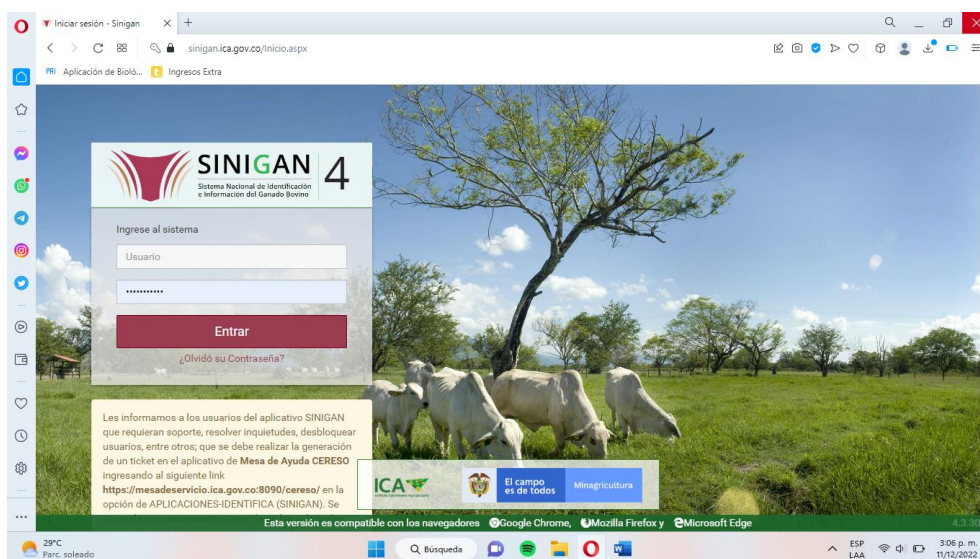 Iniciar sesión - Sinigan
sinigan.ica.gov.co/Inicio.aspx
PRI Aplicación de Bioló... Ingresos Extra
SINIGAN 4
Sistema Nacional de Identificación
e Información del Ganado Bovino
Ingrese al sistema
Usuario
•••••••••••
Entrar
¿Olvidó su Contraseña?
Les informamos a los usuarios del aplicativo SINIGAN
que requieran soporte, resolver inquietudes, desbloquear
usuarios, entre otros; que se debe realizar la generación
de un ticket en el aplicativo de Mesa de Ayuda CERESO
ingresando al siguiente link
https://mesadeservicio.ica.gov.co:8090/cereso/ en la
opción de APLICACIONES-IDENTIFICA (SINIGAN). Se
ICA
El campo
es de todos
Minagricultura
Esta versión es compatible con los navegadores Google Chrome, Mozilla Firefox y Microsoft Edge
4.3.30
29°C
Parc. soleado
Búsqueda
ESP
LAA
3:06 p. m.
11/12/2022